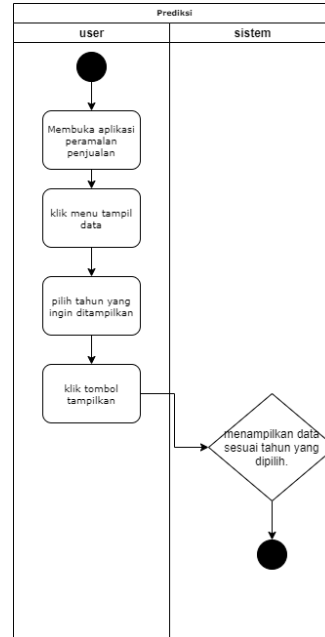 Prediksi
user
sistem
Membuka aplikasi
peramalan
penjualan
klik menu tampil
data
pilih tahun yang
ingin ditampilkan
klik tombol
tampilkan
menampilkan data
sesuai tahun yang
dipilih.